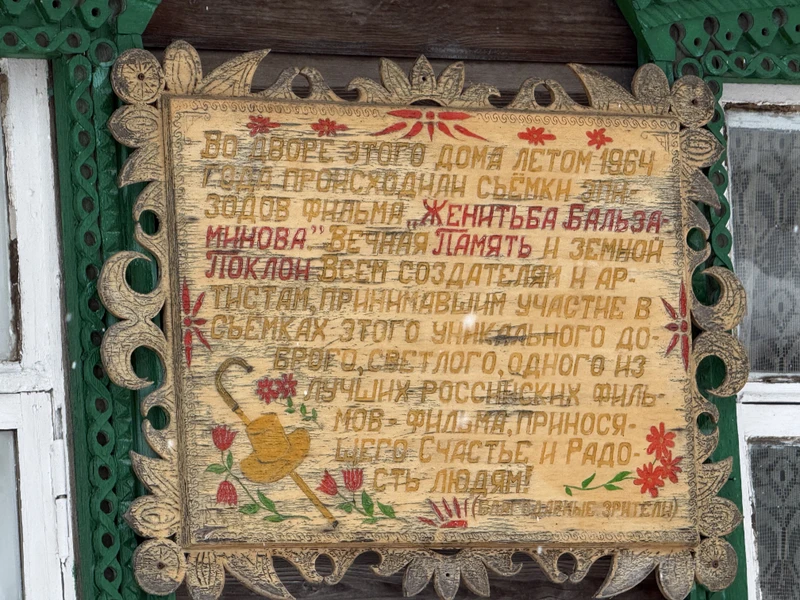 Во дворе этого дома летом 1964
года происходили съёмки эпи-
зодов фильма „Женитьба Бальза-
минова” Вечная Память и земной
Поклон всем создателям и ар-
тистам, принимавшим участие в
съёмках этого уникального до-
брого, светлого, одного из
лучших российских филь-
мов - фильма, принося-
щего Счастье и Радо-
сть людям!
(благодарные зрители)